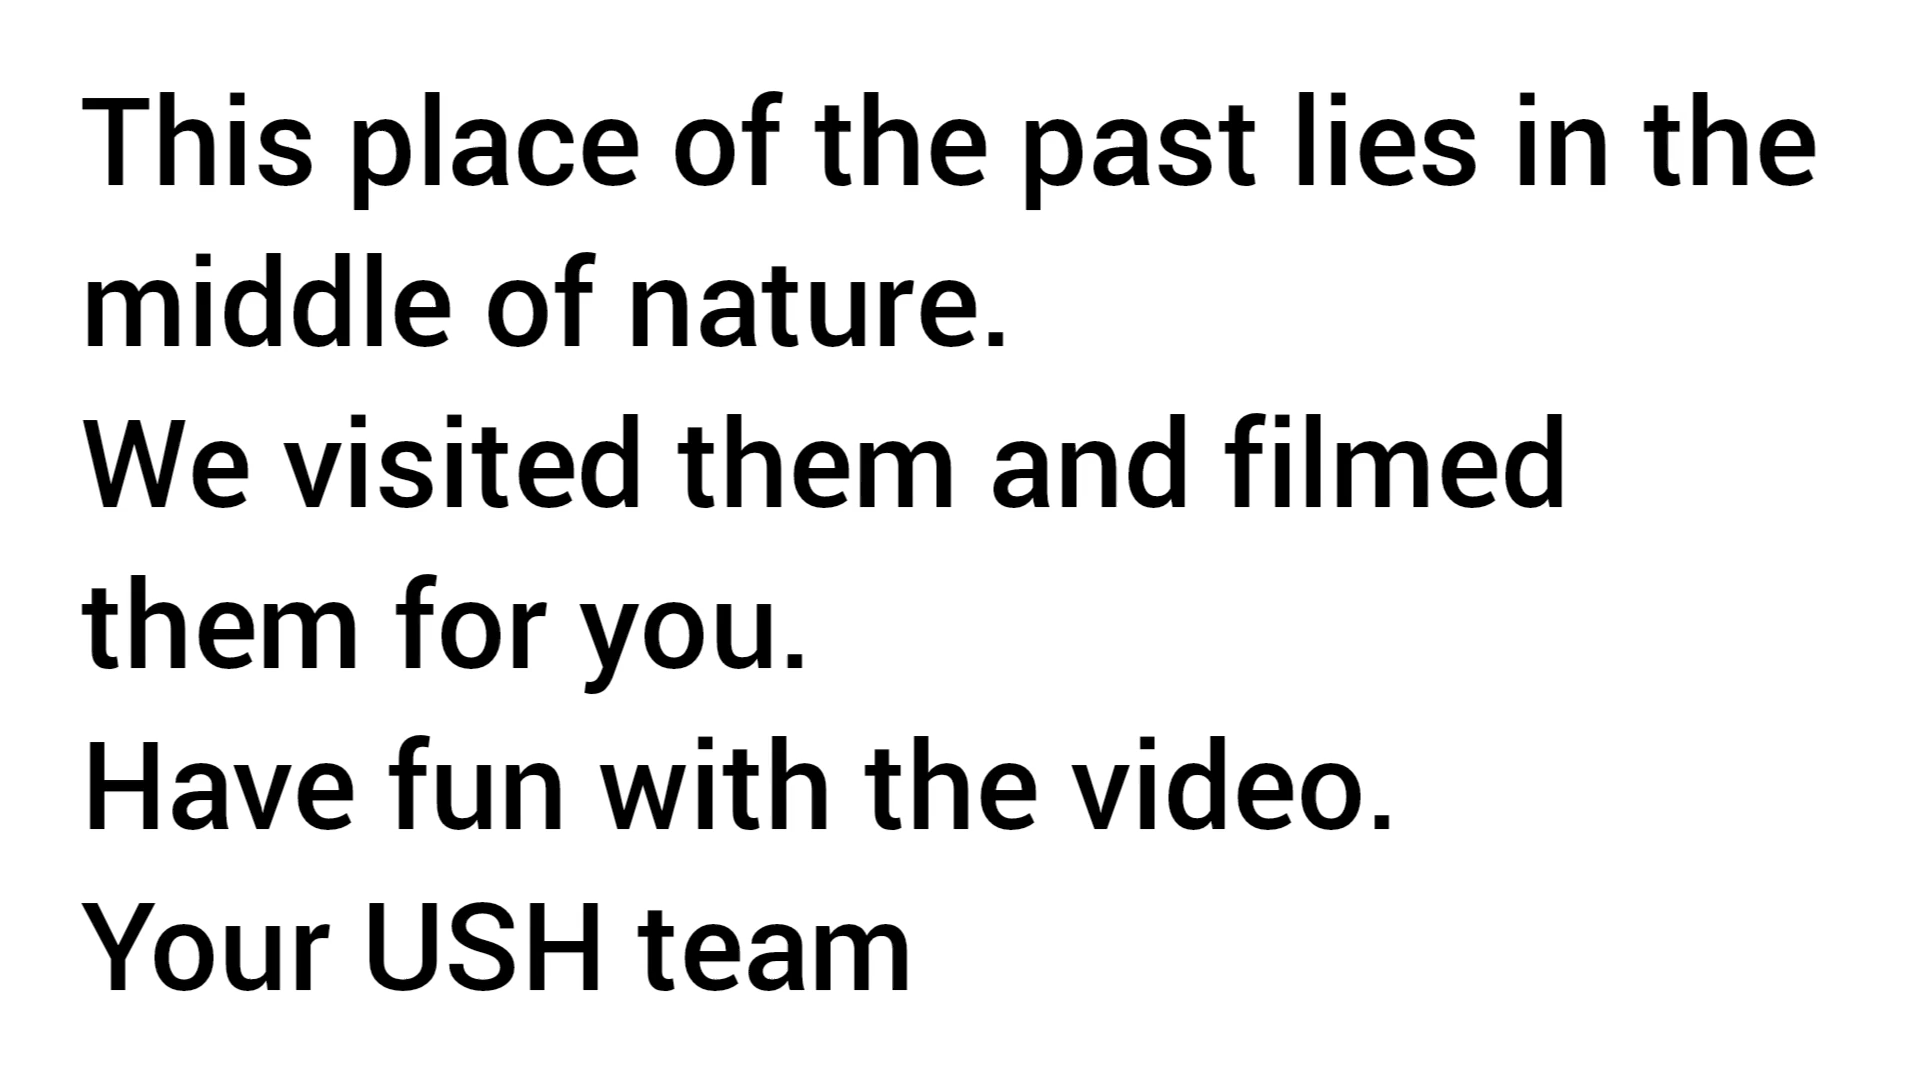 This place of the past lies in the
middle of nature.
We visited them and filmed
them for you.
Have fun with the video.
Your USH team